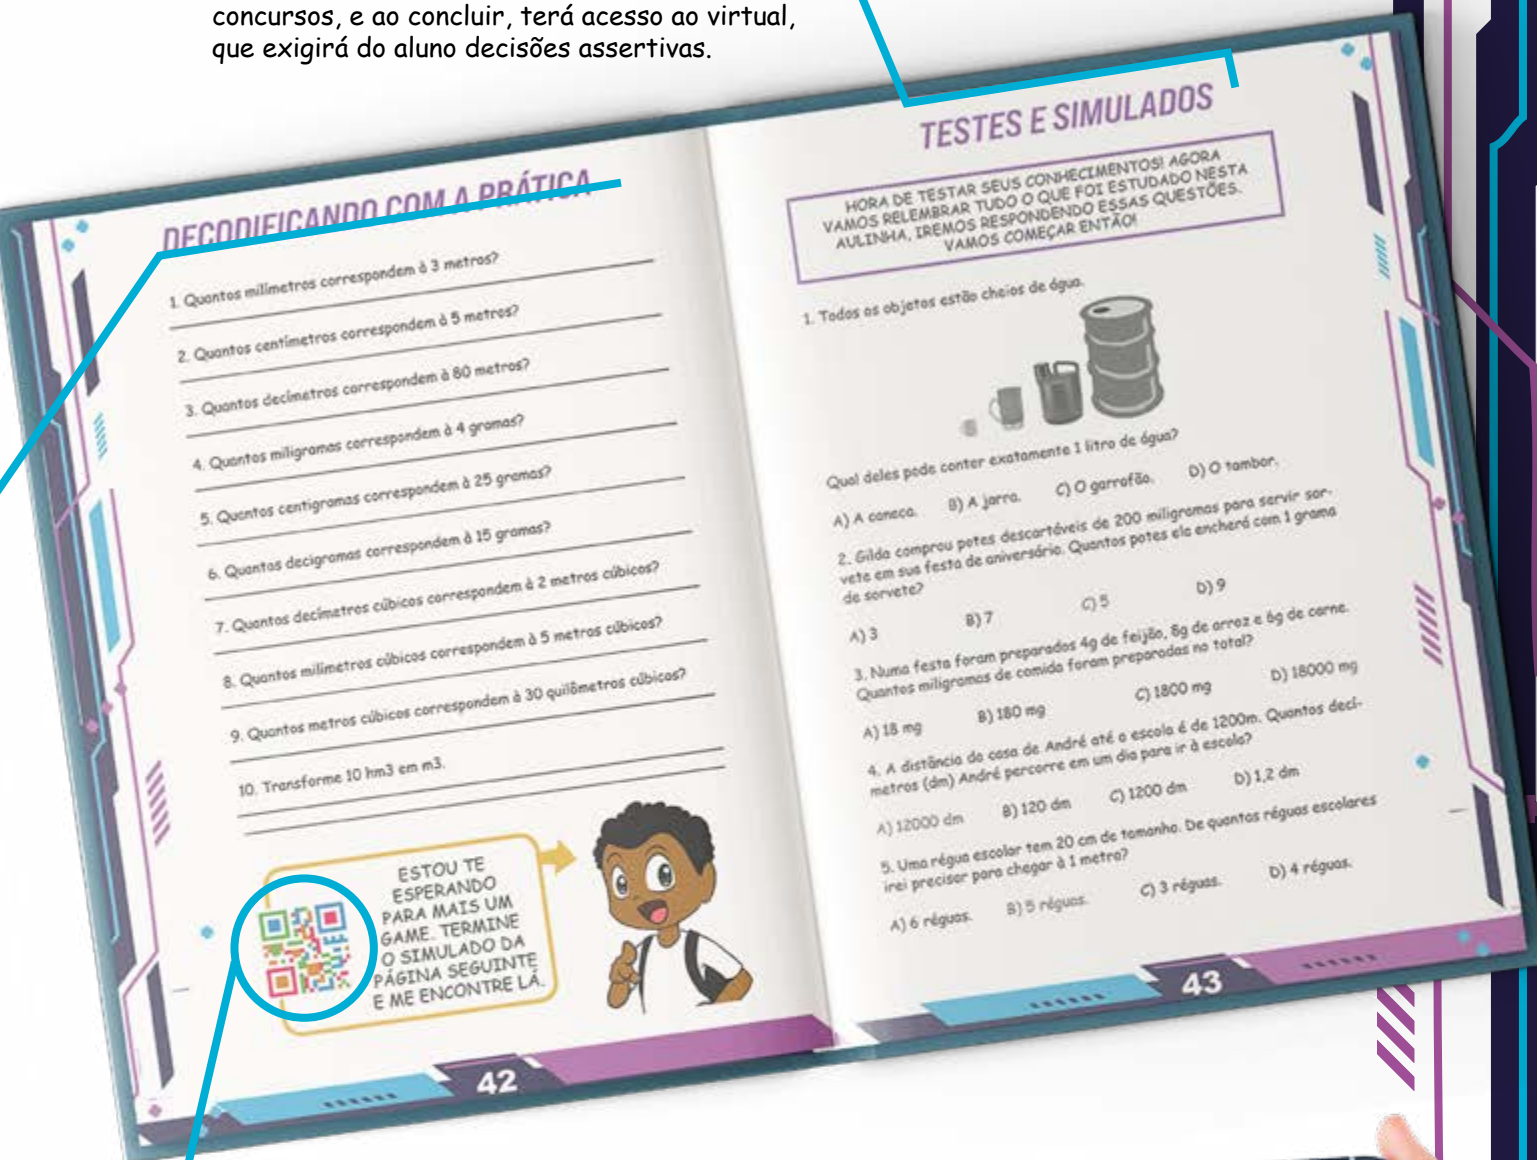 concursos, e ao concluir, terá acesso ao virtual,
que exigirá do aluno decisões assertivas.
DECODIFICANDO COM A PRÁTICA
1. Quantos milímetros correspondem à 3 metros?
2. Quantos centímetros correspondem à 5 metros?
3. Quantos decímetros correspondem à 80 metros?
4. Quantos miligramas correspondem à 4 gramas?
5. Quantos centigramas correspondem à 25 gramas?
6. Quantos decigramas correspondem à 15 gramas?
7. Quantos decímetros cúbicos correspondem à 2 metros cúbicos?
8. Quantos milímetros cúbicos correspondem à 5 metros cúbicos?
9. Quantos metros cúbicos correspondem à 30 quilômetros cúbicos?
10. Transforme 10 hm3 em m3.
ESTOU TE
ESPERANDO
PARA MAIS UM
GAME. TERMINE
O SIMULADO DA
PÁGINA SEGUINTE
E ME ENCONTRE LÁ.
42
TESTES E SIMULADOS
HORA DE TESTAR SEUS CONHECIMENTOS! AGORA
VAMOS RELEMBRAR TUDO O QUE FOI ESTUDADO NESTA
AULINHA, IREMOS RESPONDENDO ESSAS QUESTÕES.
VAMOS COMEÇAR ENTÃO!
1. Todos os objetos estão cheios de água.
Qual deles pode conter exatamente 1 litro de água?
A) A caneca. B) A jarra. C) O garrafão. D) O tambor.
2. Gilda comprou potes descartáveis de 200 miligramas para servir sor-
vete em sua festa de aniversário. Quantos potes ela encherá com 1 grama
de sorvete?
A) 3 B) 7 C) 5 D) 9
3. Numa festa foram preparados 4g de feijão, 8g de arroz e 6g de carne.
Quantos miligramas de comida foram preparadas no total?
A) 18 mg B) 180 mg C) 1800 mg D) 18000 mg
4. A distância da casa de André até a escola é de 1200m. Quantos decí-
metros (dm) André percorre em um dia para ir à escola?
A) 12000 dm B) 120 dm C) 1200 dm D) 1,2 dm
5. Uma régua escolar tem 20 cm de tamanho. De quantas réguas escolares
irei precisar para chegar à 1 metro?
A) 6 réguas. B) 5 réguas. C) 3 réguas. D) 4 réguas.
43